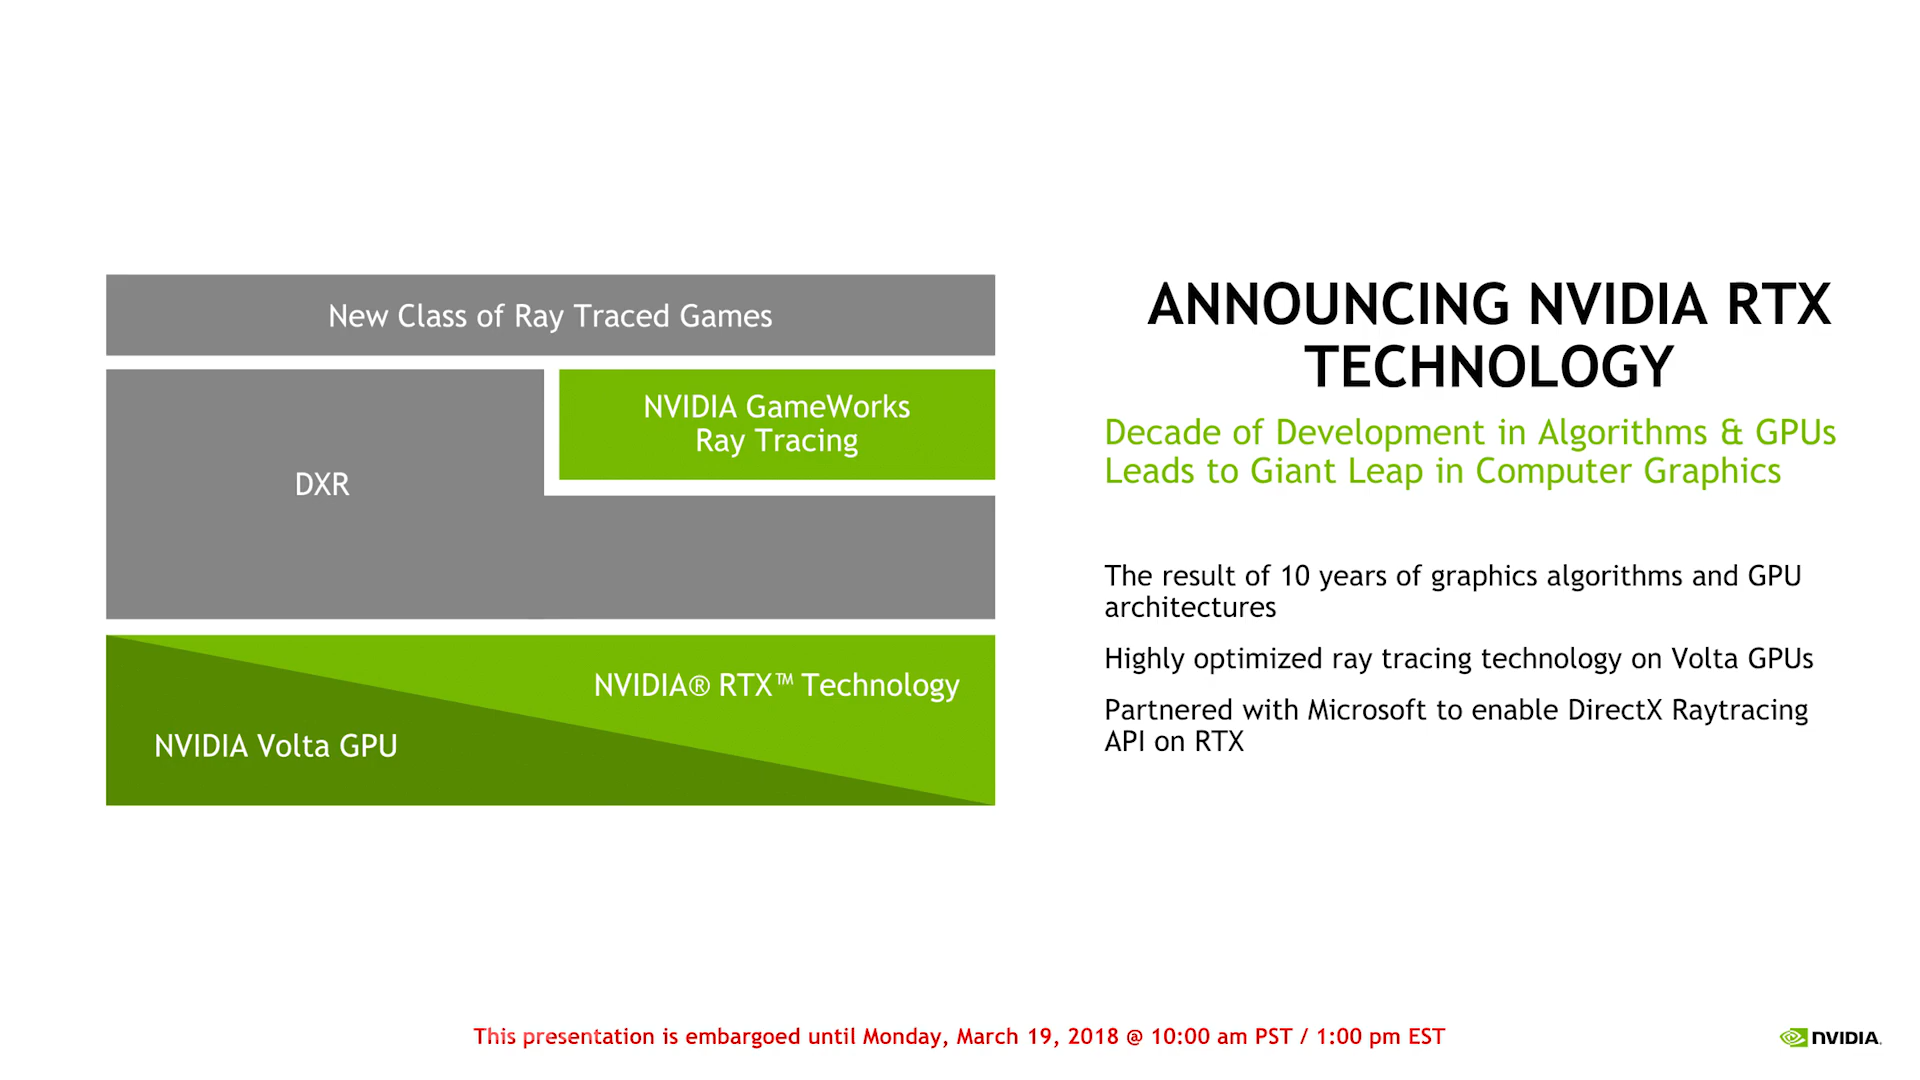 New Class of Ray Traced Games
NVIDIA GameWorks
Ray Tracing
DXR
NVIDIA® RTX™ Technology
NVIDIA Volta GPU
ANNOUNCING NVIDIA RTX
TECHNOLOGY
Decade of Development in Algorithms & GPUs
Leads to Giant Leap in Computer Graphics
The result of 10 years of graphics algorithms and GPU
architectures
Highly optimized ray tracing technology on Volta GPUs
Partnered with Microsoft to enable DirectX Raytracing
API on RTX
This presentation is embargoed until Monday, March 19, 2018 @ 10:00 am PST / 1:00 pm EST
NVIDIA.